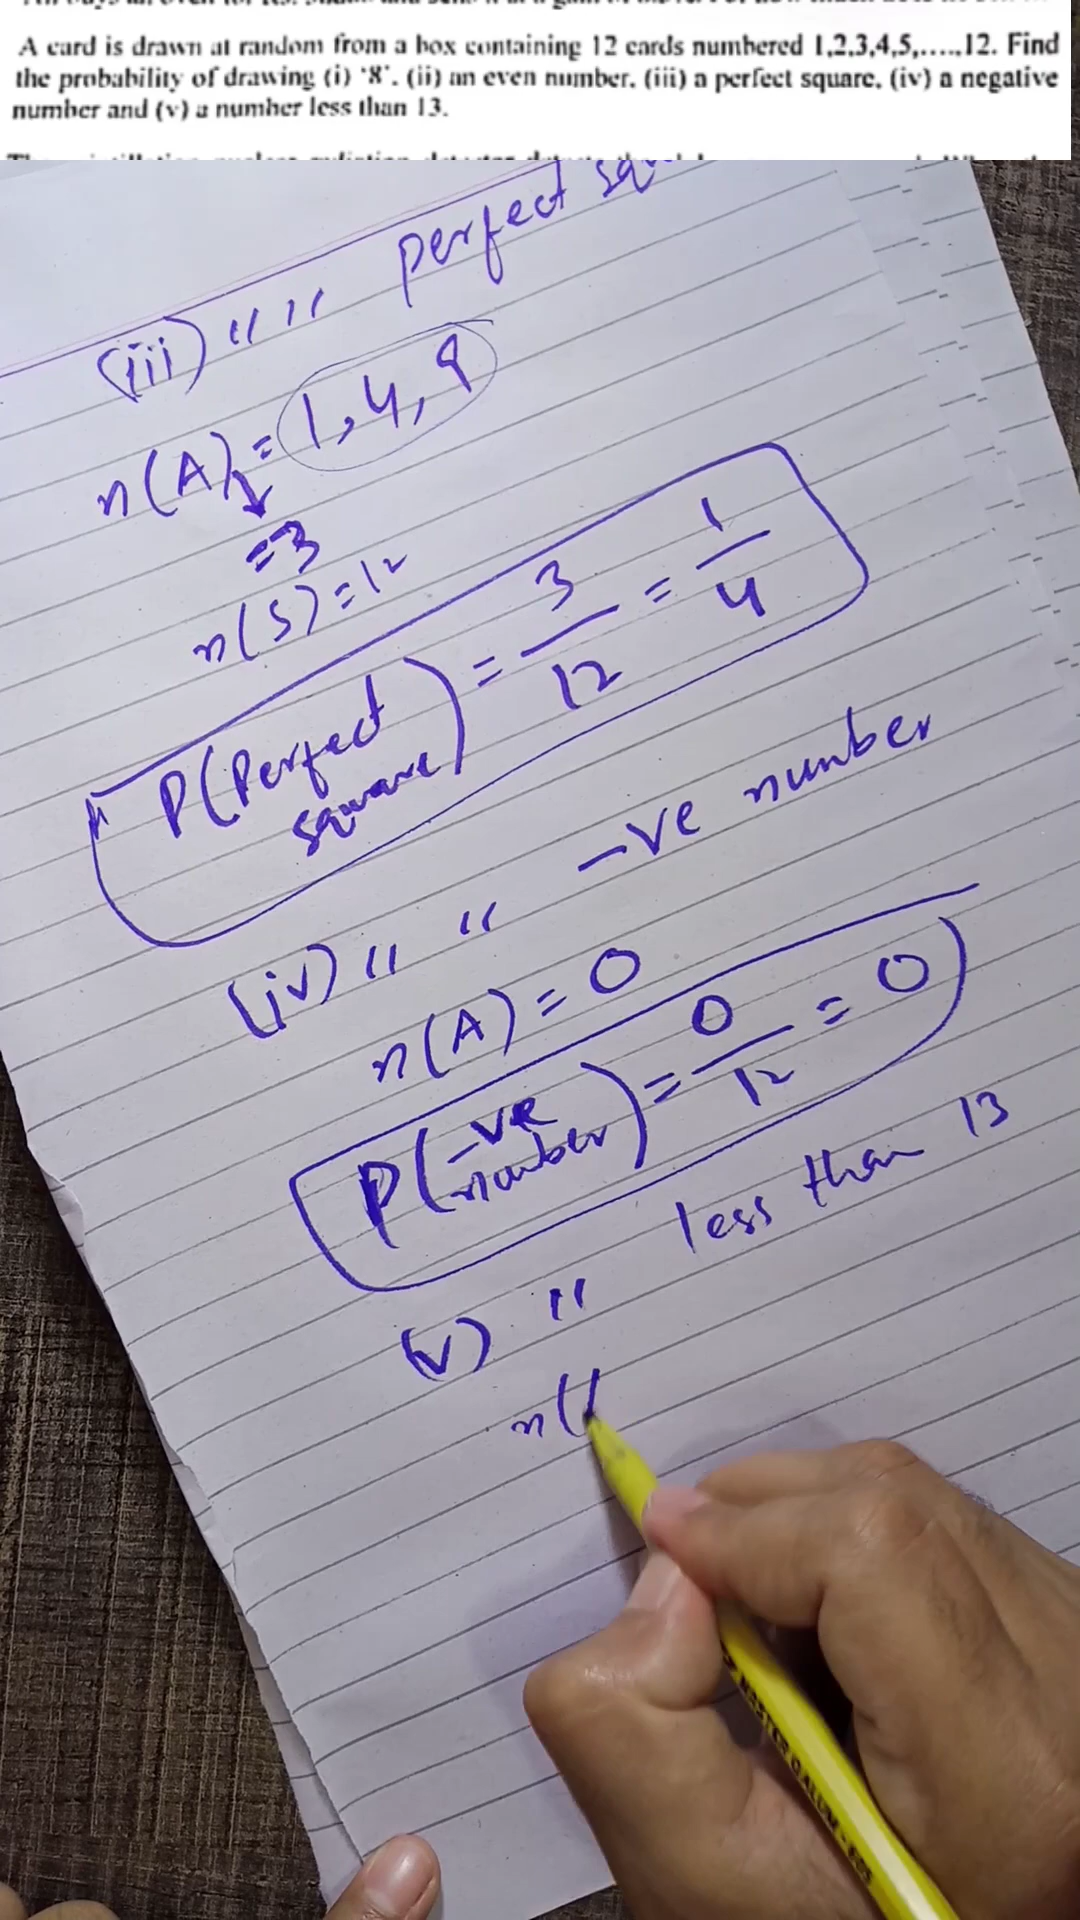 A card is drawn at random from a box containing 12 cards numbered 1,2,3,4,5,.....12. Find
the probability of drawing (i) ‘8’. (ii) an even number. (iii) a perfect square. (iv) a negative
number and (v) a number less than 13.
(iii) " " perfect
n(A) = 1, 4, 9
= 3
n(S) = 12
P(Perfect square) = 3/12 = 1/4
(iv) " " -ve number
n(A) = 0
P(-ve number) = 0/12 = 0
(v) " less than 13
n(